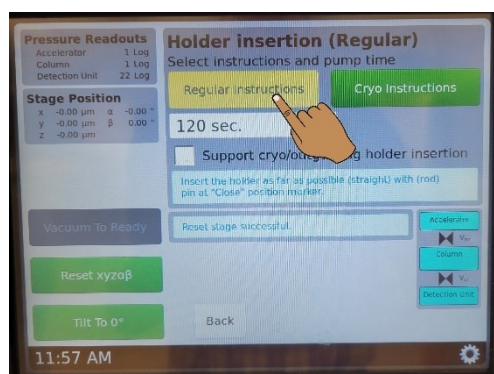 Pressure Readouts
Accelerator 1 Log
Column 1 Log
Detection Unit 22 Log
Stage Position
x -0.00 μm α -0.00 °
y -0.00 μm β 0.00 °
z -0.00 μm
Holder insertion (Regular)
Select instructions and pump time
Regular Instructions
Cryo Instructions
120 sec.
Support cryo/outgassing holder insertion
Insert the holder as far as possible (straight) with (rod)
pin at "Close" position marker.
Vacuum To Ready
Reset stage successful.
Accelerator
Column
Detection Unit
Reset xyzαβ
Tilt To 0°
Back
11:57 AM